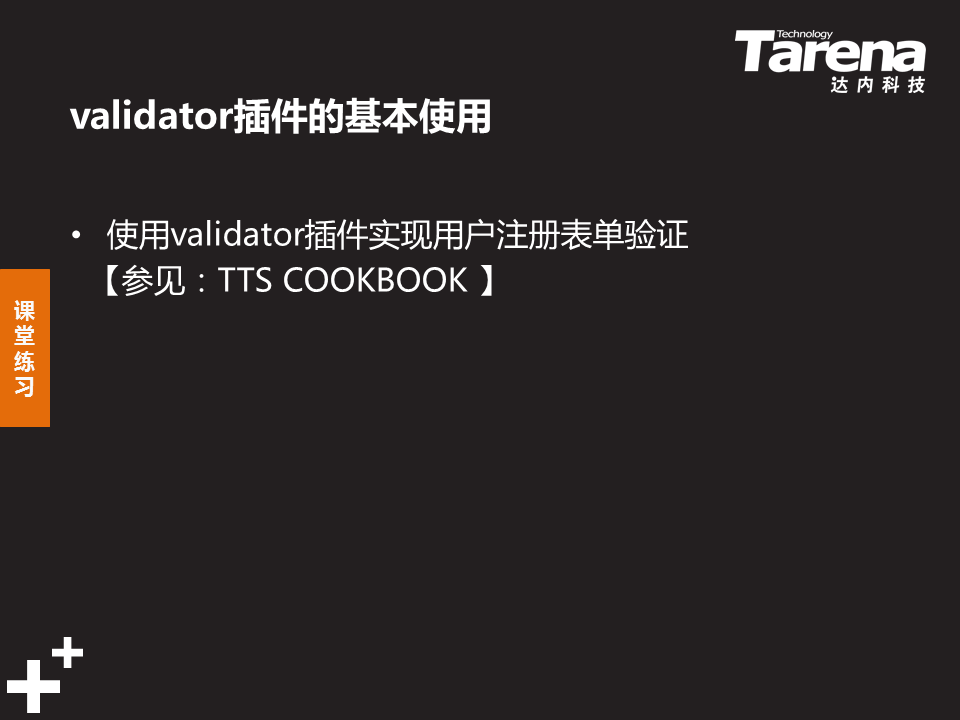 Technology
Tarena
达内科技
validator插件的基本使用
• 使用validator插件实现用户注册表单验证
【参见：TTS COOKBOOK 】
课
堂
练
习